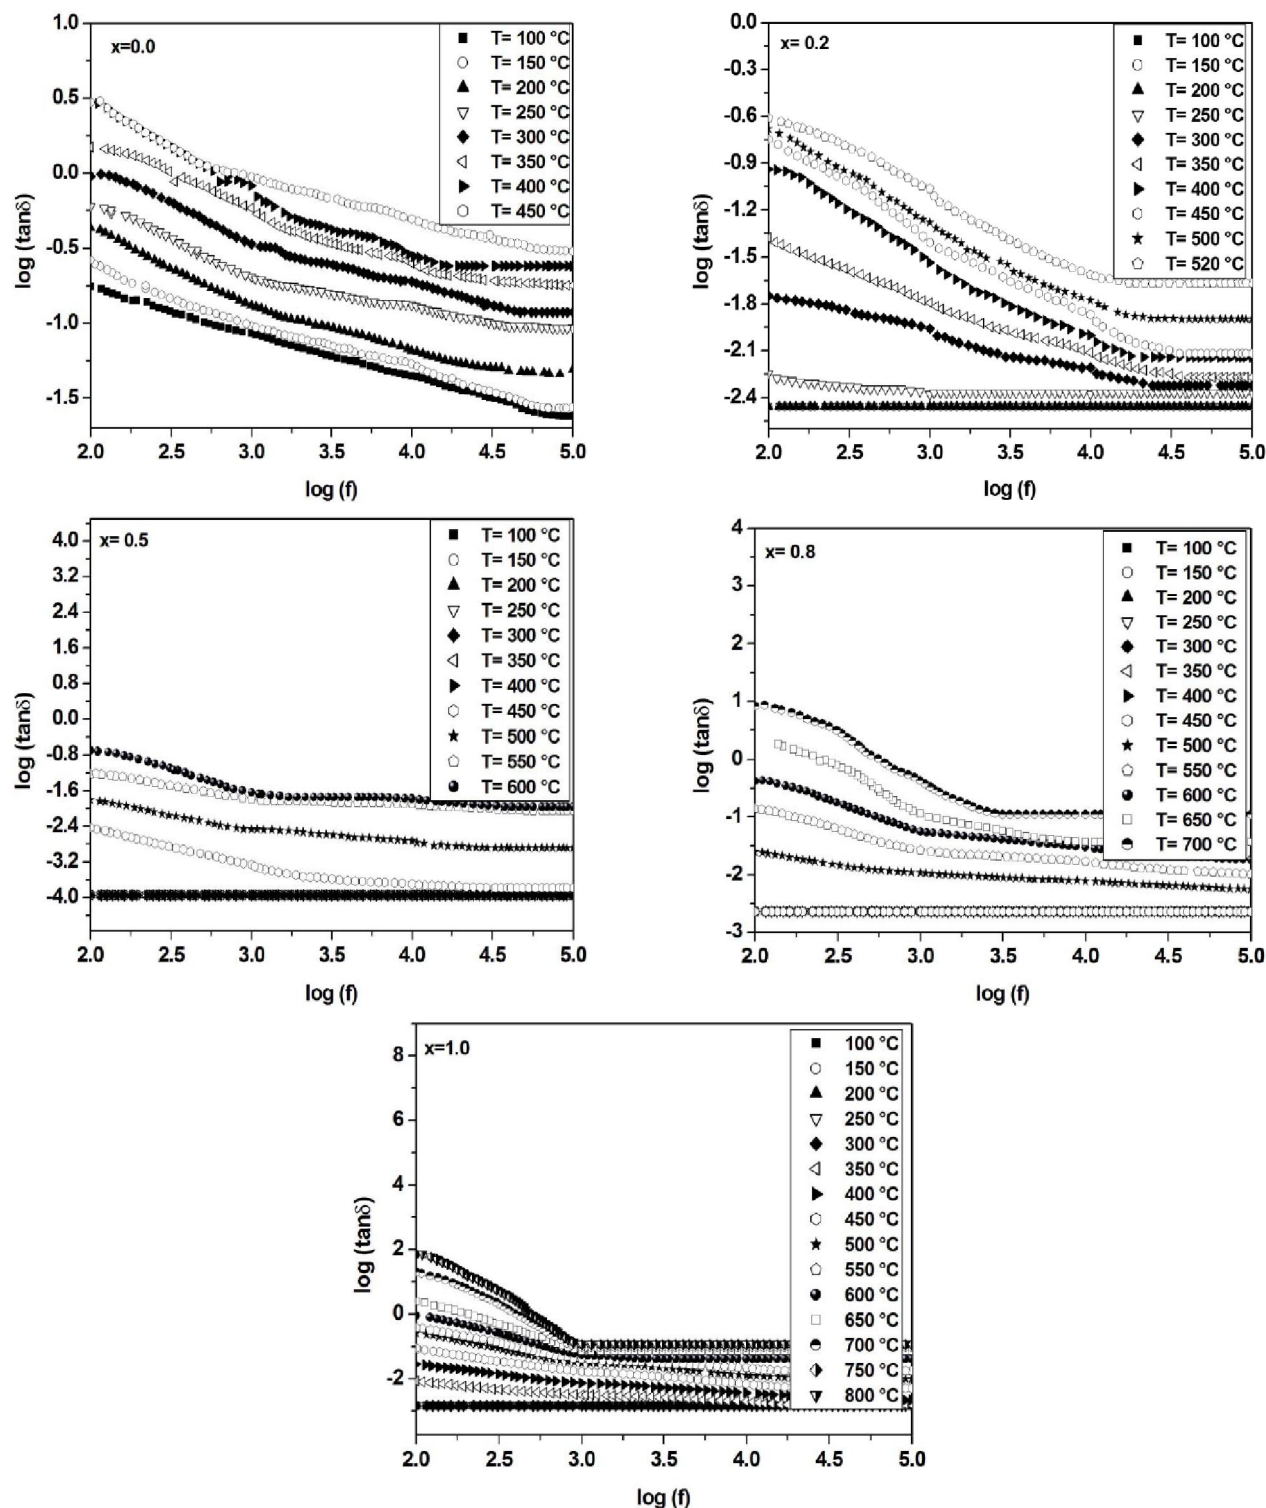 x=0.0
T= 100 °C
T= 150 °C
T= 200 °C
T= 250 °C
T= 300 °C
T= 350 °C
T= 400 °C
T= 450 °C
1.0
0.5
0.0
-0.5
-1.0
-1.5
log (tanδ)
2.0 2.5 3.0 3.5 4.0 4.5 5.0
log (f)
x= 0.2
T= 100 °C
T= 150 °C
T= 200 °C
T= 250 °C
T= 300 °C
T= 350 °C
T= 400 °C
T= 450 °C
T= 500 °C
T= 520 °C
0.0
-0.3
-0.6
-0.9
-1.2
-1.5
-1.8
-2.1
-2.4
log (tanδ)
2.0 2.5 3.0 3.5 4.0 4.5 5.0
log (f)
x= 0.5
T= 100 °C
T= 150 °C
T= 200 °C
T= 250 °C
T= 300 °C
T= 350 °C
T= 400 °C
T= 450 °C
T= 500 °C
T= 550 °C
T= 600 °C
4.0
3.2
2.4
1.6
0.8
0.0
-0.8
-1.6
-2.4
-3.2
-4.0
log (tanδ)
2.0 2.5 3.0 3.5 4.0 4.5 5.0
log (f)
x= 0.8
T= 100 °C
T= 150 °C
T= 200 °C
T= 250 °C
T= 300 °C
T= 350 °C
T= 400 °C
T= 450 °C
T= 500 °C
T= 550 °C
T= 600 °C
T= 650 °C
T= 700 °C
4
3
2
1
0
-1
-2
-3
log (tanδ)
2.0 2.5 3.0 3.5 4.0 4.5 5.0
log (f)
x=1.0
100 °C
150 °C
200 °C
250 °C
300 °C
350 °C
400 °C
450 °C
500 °C
550 °C
600 °C
650 °C
700 °C
750 °C
800 °C
8
6
4
2
0
-2
log (tanδ)
2.0 2.5 3.0 3.5 4.0 4.5 5.0
log (f)